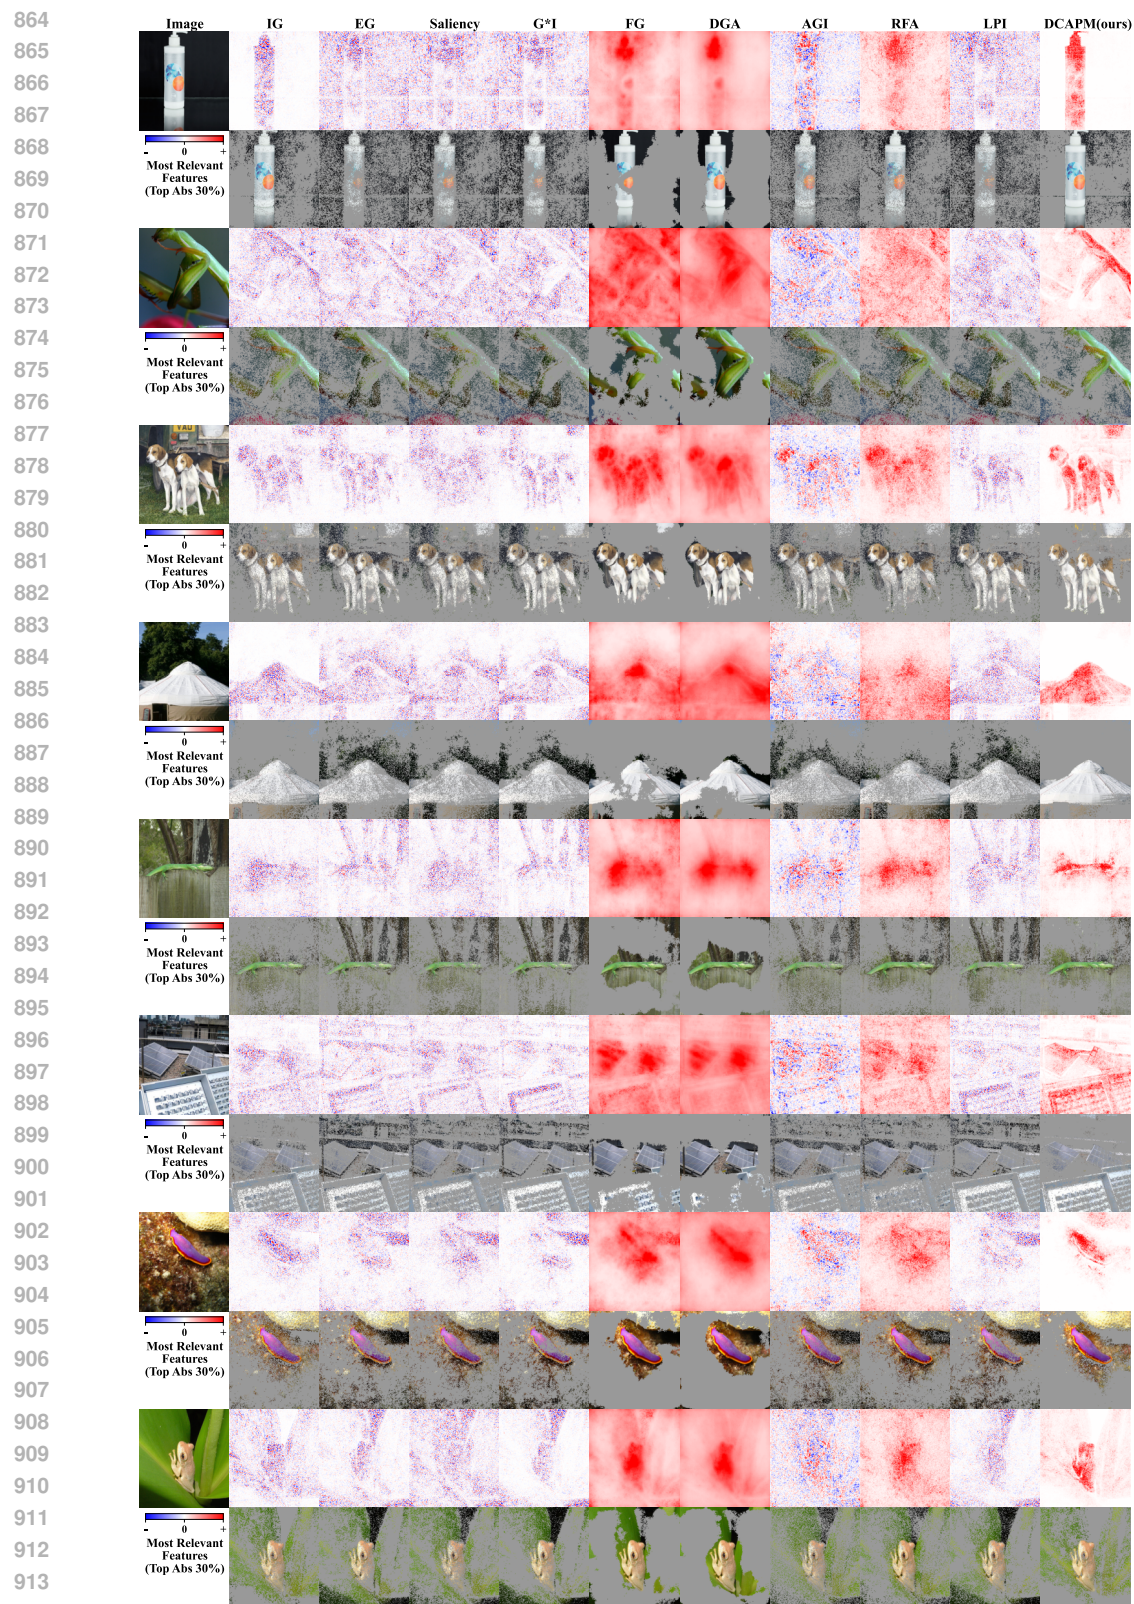 864
Image IG EG Saliency G*I FG DGA AGI RFA LPI DCAPM(ours)
865
866
867
868
- 0 +
Most Relevant
Features
(Top Abs 30%)
869
870
871
872
873
874
- 0 +
Most Relevant
Features
(Top Abs 30%)
875
876
877
VAU
878
879
880
- 0 +
Most Relevant
Features
(Top Abs 30%)
881
882
883
884
885
886
- 0 +
Most Relevant
Features
(Top Abs 30%)
887
888
889
890
891
892
893
- 0 +
Most Relevant
Features
(Top Abs 30%)
894
895
896
897
898
899
- 0 +
Most Relevant
Features
(Top Abs 30%)
900
901
902
903
904
905
- 0 +
Most Relevant
Features
(Top Abs 30%)
906
907
908
909
910
911
- 0 +
Most Relevant
Features
(Top Abs 30%)
912
913